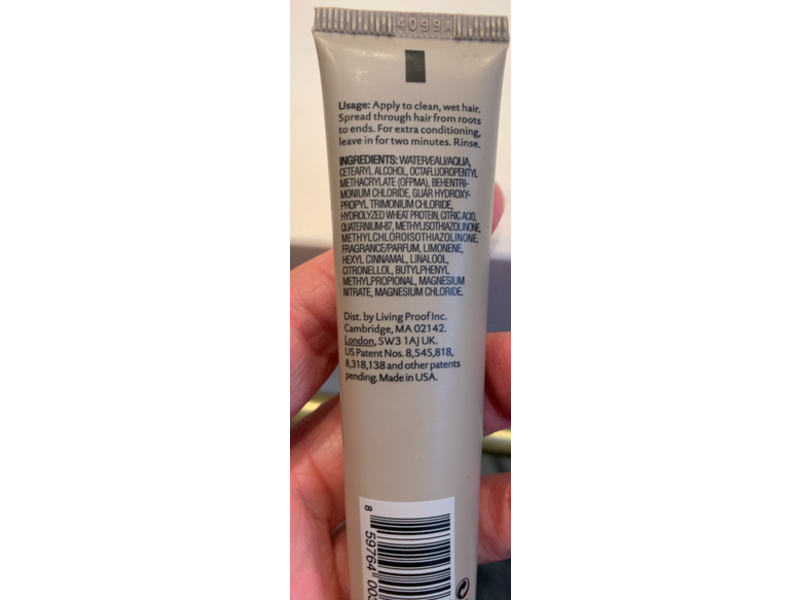 4099A
Usage: Apply to clean, wet hair.
Spread through hair from roots
to ends. For extra conditioning,
leave in for two minutes. Rinse.
INGREDIENTS: WATER/EAU/AQUA,
CETEARYL ALCOHOL, OCTAFLUOROPENTYL
METHACRYLATE (OFPMA), BEHENTRI-
MONIUM CHLORIDE, GUAR HYDROXY-
PROPYL TRIMONIUM CHLORIDE,
HYDROLYZED WHEAT PROTEIN, CITRIC ACID,
QUATERNIUM-87, METHYLISOTHIAZOLINONE,
METHYLCHLOROISOTHIAZOLINONE,
FRAGRANCE/PARFUM, LIMONENE,
HEXYL CINNAMAL, LINALOOL,
CITRONELLOL, BUTYLPHENYL
METHYLPROPIONAL, MAGNESIUM
NITRATE, MAGNESIUM CHLORIDE.
Dist. by Living Proof Inc.
Cambridge, MA 02142.
London, SW3 1AJ UK.
US Patent Nos. 8,545,818,
8,318,138 and other patents
pending. Made in USA.
8 59764 00